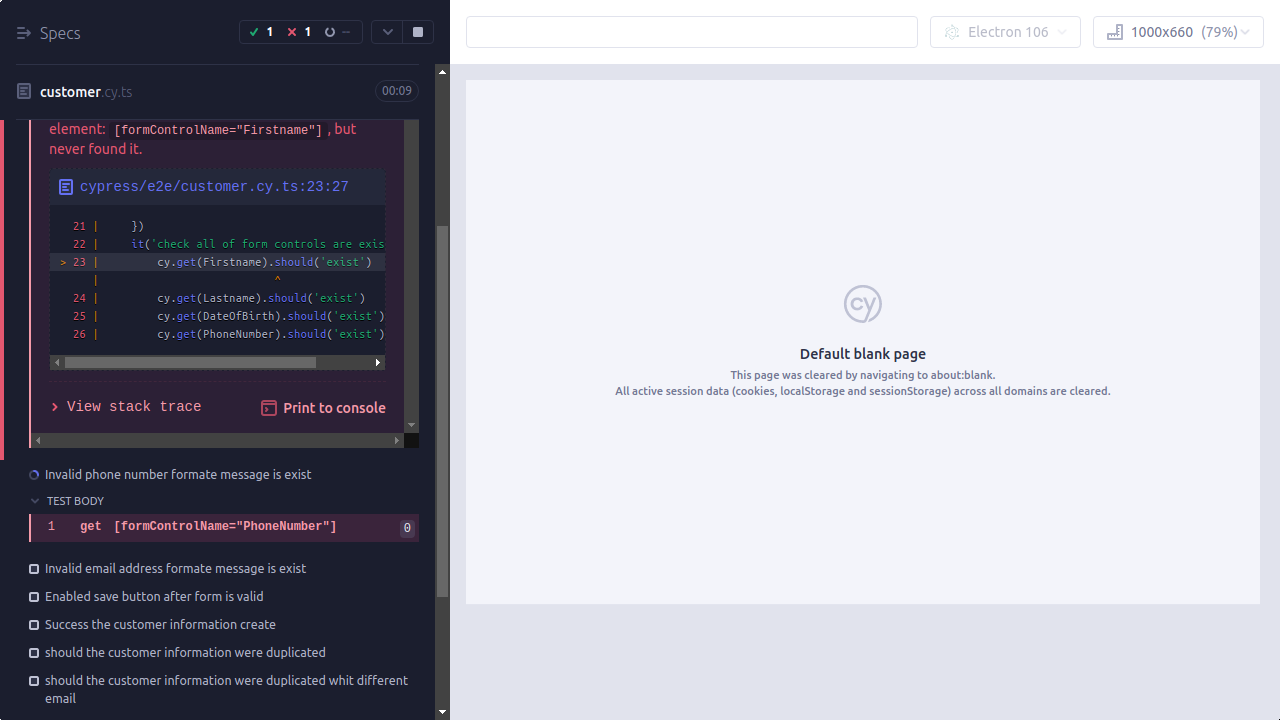 Specs
1
1
--
customer.cy.ts
00:09
element: [formControlName="Firstname"] , but
never found it.
cypress/e2e/customer.cy.ts:23:27
21 | })
22 | it('check all of form controls are exis
> 23 | cy.get(Firstname).should('exist')
| ^
24 | cy.get(Lastname).should('exist')
25 | cy.get(DateOfBirth).should('exist')
26 | cy.get(PhoneNumber).should('exist')
View stack trace
Print to console
Invalid phone number formate message is exist
TEST BODY
1 get [formControlName="PhoneNumber"] 0
Invalid email address formate message is exist
Enabled save button after form is valid
Success the customer information create
should the customer information were duplicated
should the customer information were duplicated whit different
email
Electron 106
1000x660 (79%)
cy
Default blank page
This page was cleared by navigating to about:blank.
All active session data (cookies, localStorage and sessionStorage) across all domains are cleared.